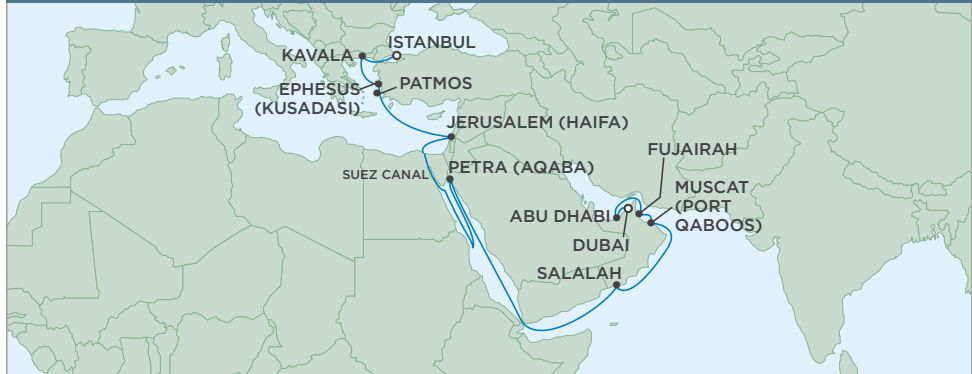 ISTANBUL
KAVALA
EPHESUS
(KUSADASI)
PATMOS
JERUSALEM (HAIFA)
SUEZ CANAL
PETRA (AQABA)
FUJAIRAH
MUSCAT
(PORT
QABOOS)
ABU DHABI
DUBAI
SALALAH